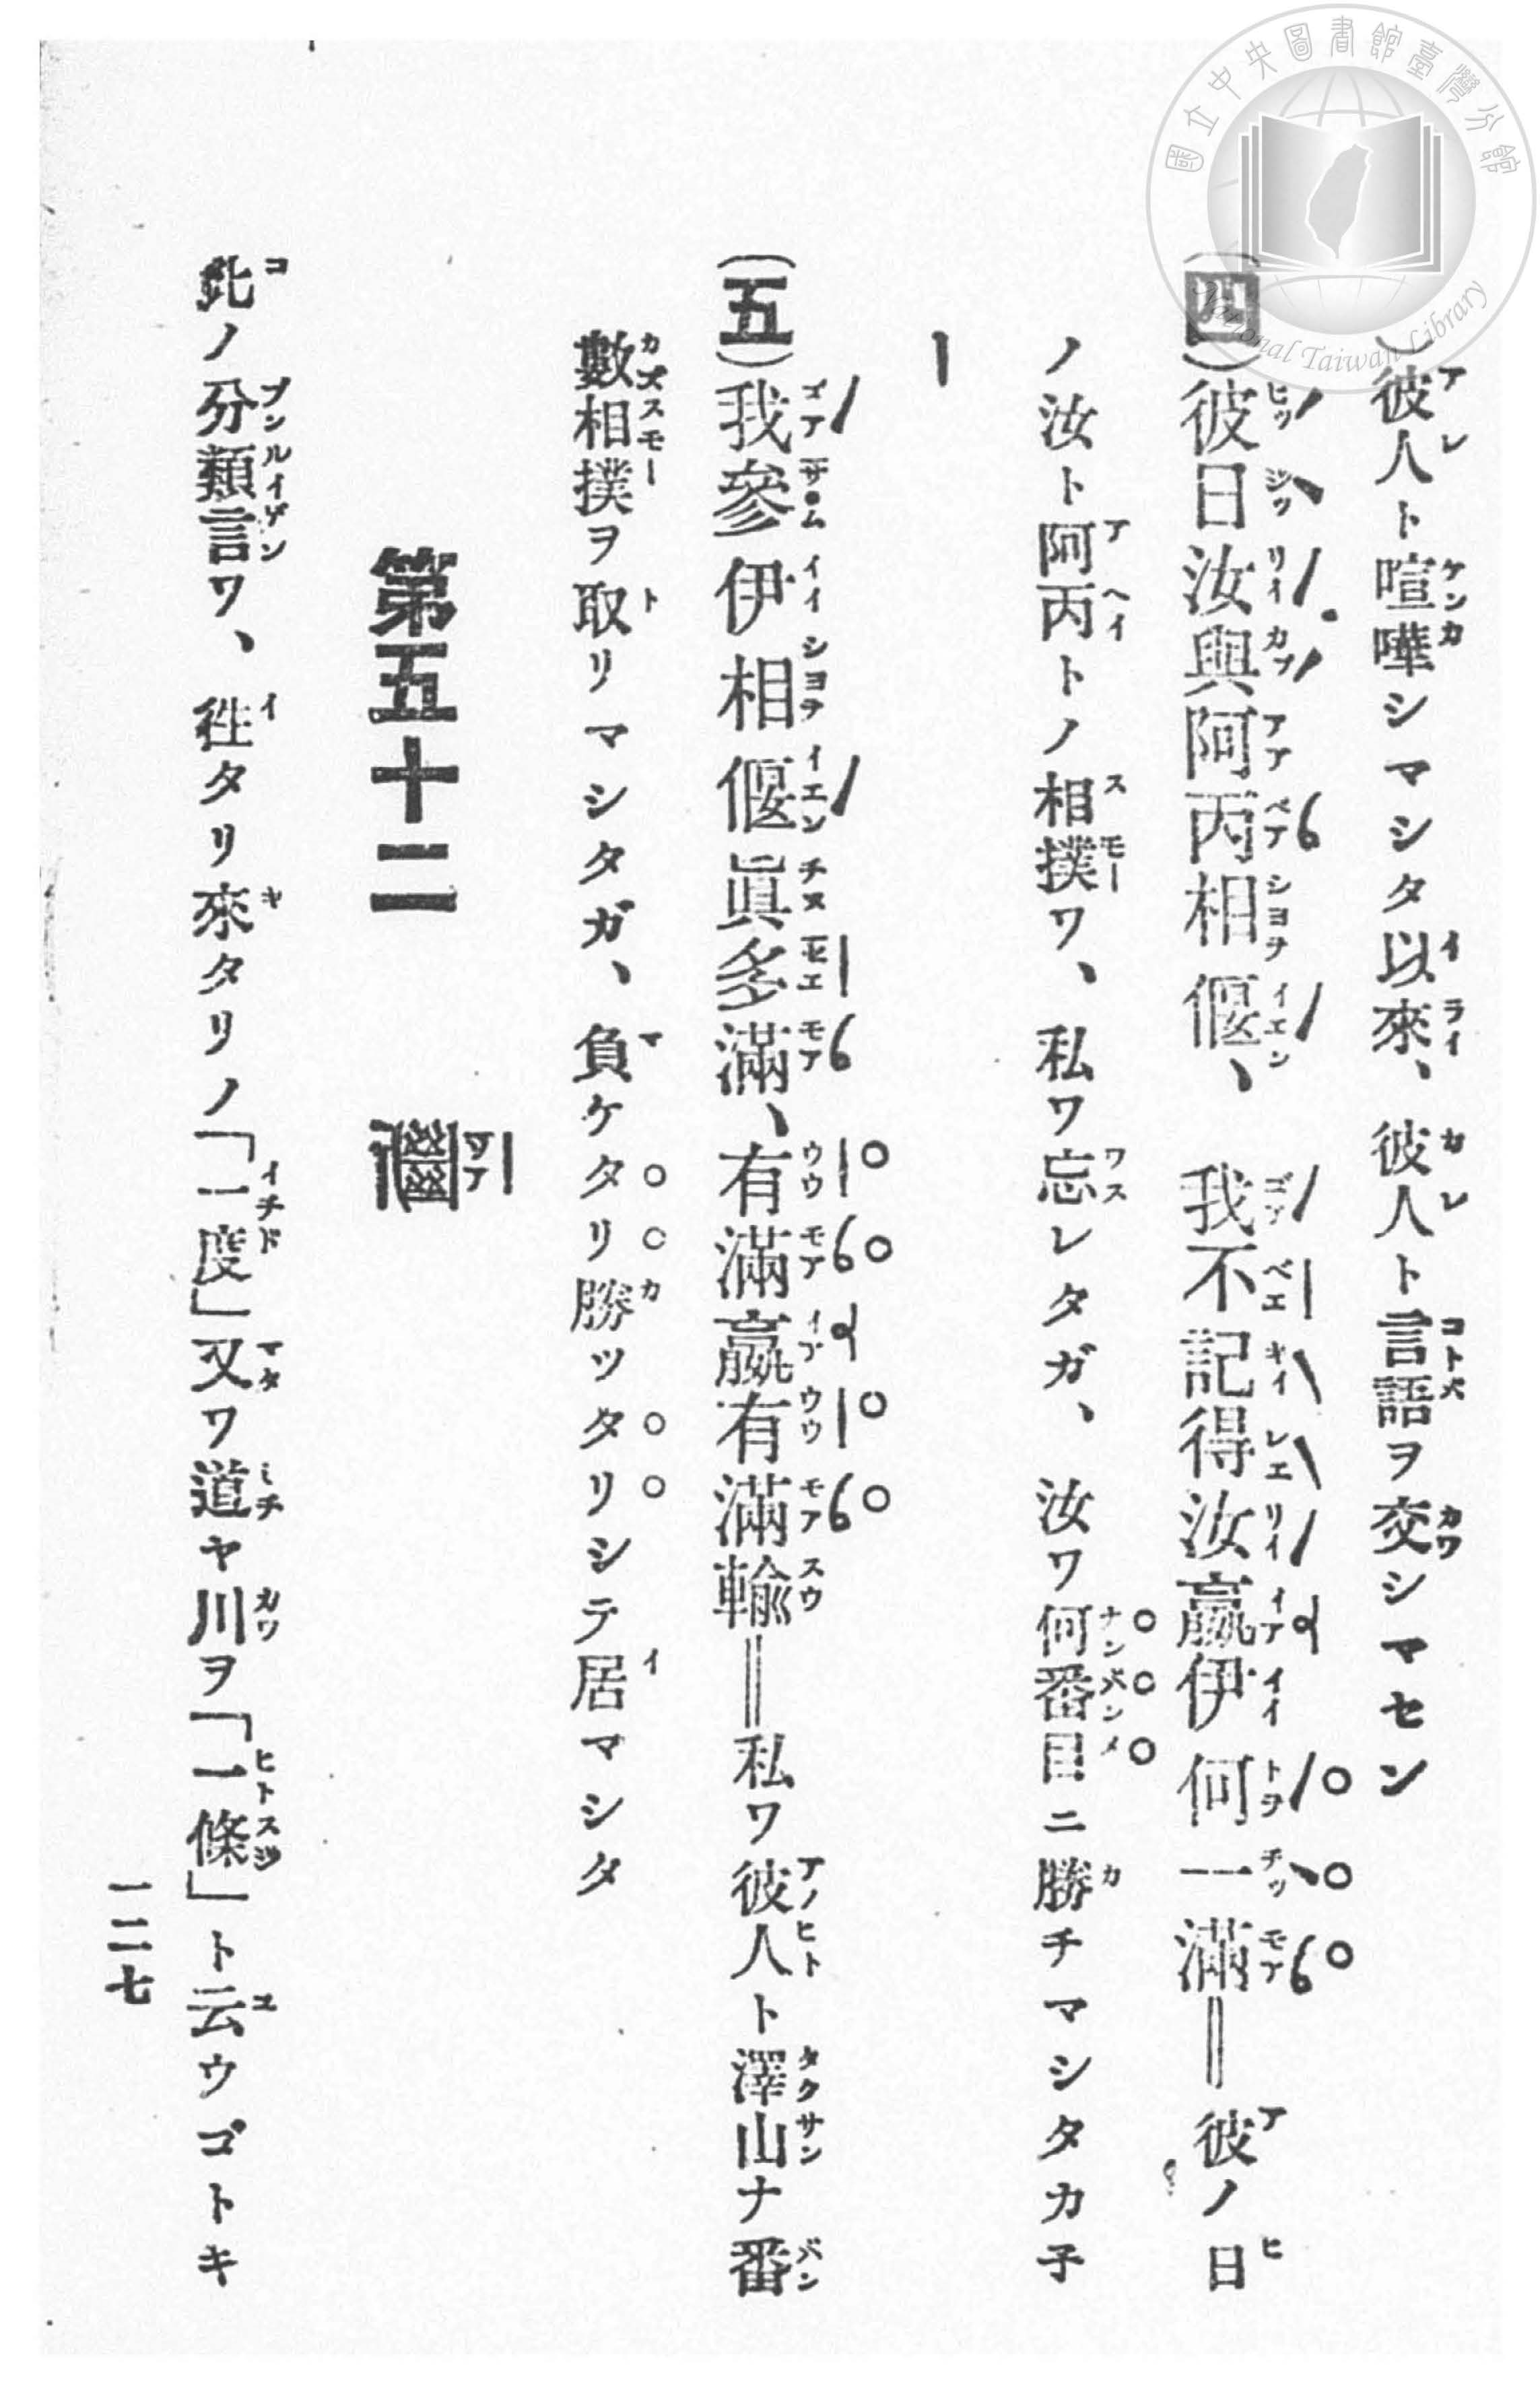 國立中央圖書館臺灣分館
National Taiwan Library
)彼人ト喧嘩シマシタ以來、彼人ト言語ヲ交シマセン
(四)彼日汝與阿丙相偃、我不記得汝嬴伊何一滿＝彼ノ日
ノ汝ト阿丙トノ相撲ワ、私ワ忘レタガ、汝ワ何番目ニ勝チマシタカ子
ー
(五)我參伊相偃眞多滿、有滿嬴有滿輸＝私ワ彼人ト澤山ナ番
數相撲ヲ取リマシタガ、負ケタリ勝ッタリシテ居マシタ
第五十二 𢓜
此ノ分類言ワ、徃タリ來タリノ「一度」又ワ道ヤ川ヲ「一條」ト云ウゴトキ
一二七